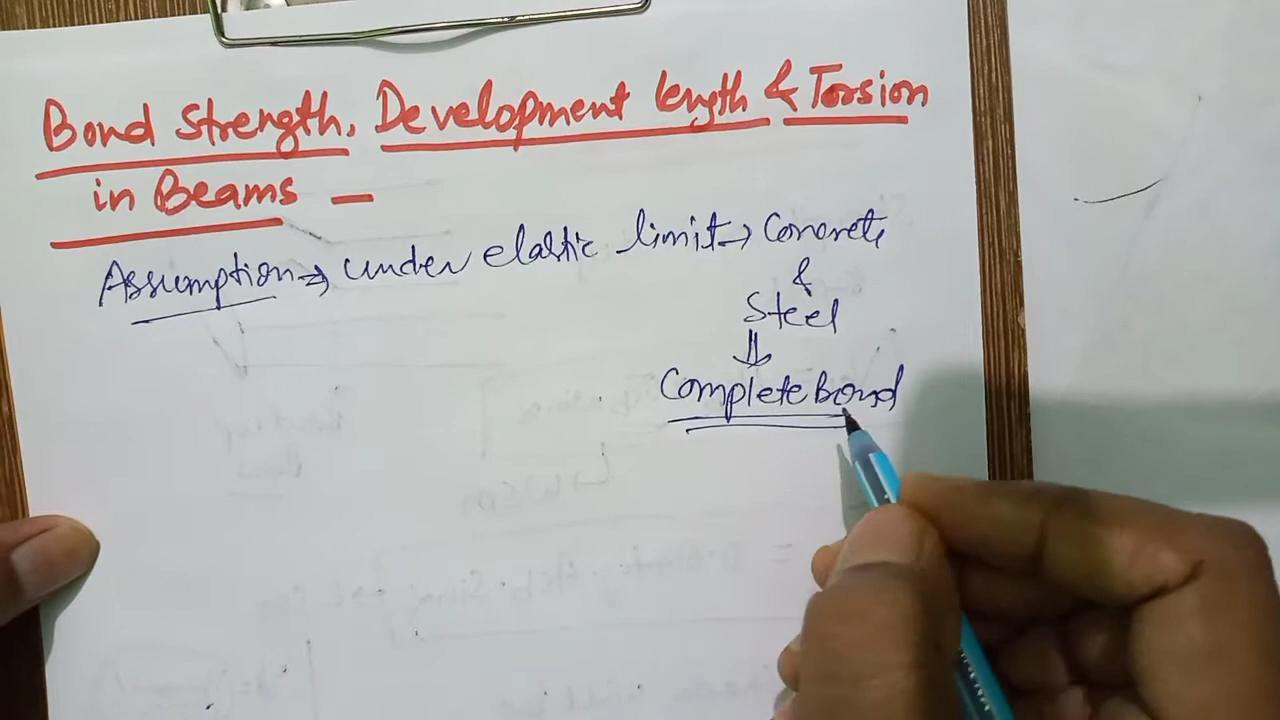 Bond strength, Development length & Torsion
in Beams -
Assumption → under elastic limit → Concrete
&
Steel
⇓
Complete bond